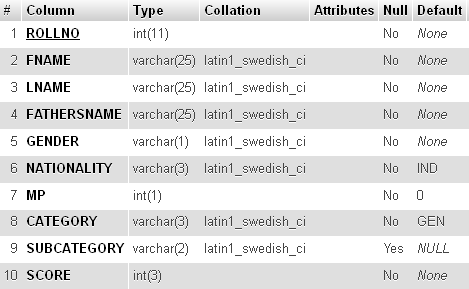 # Column Type Collation Attributes Null Default
1 ROLLNO int(11) No None
2 FNAME varchar(25) latin1_swedish_ci No None
3 LNAME varchar(25) latin1_swedish_ci No None
4 FATHERSNAME varchar(25) latin1_swedish_ci No None
5 GENDER varchar(1) latin1_swedish_ci No None
6 NATIONALITY varchar(3) latin1_swedish_ci No IND
7 MP int(1) No 0
8 CATEGORY varchar(3) latin1_swedish_ci No GEN
9 SUBCATEGORY varchar(2) latin1_swedish_ci Yes NULL
10 SCORE int(3) No None